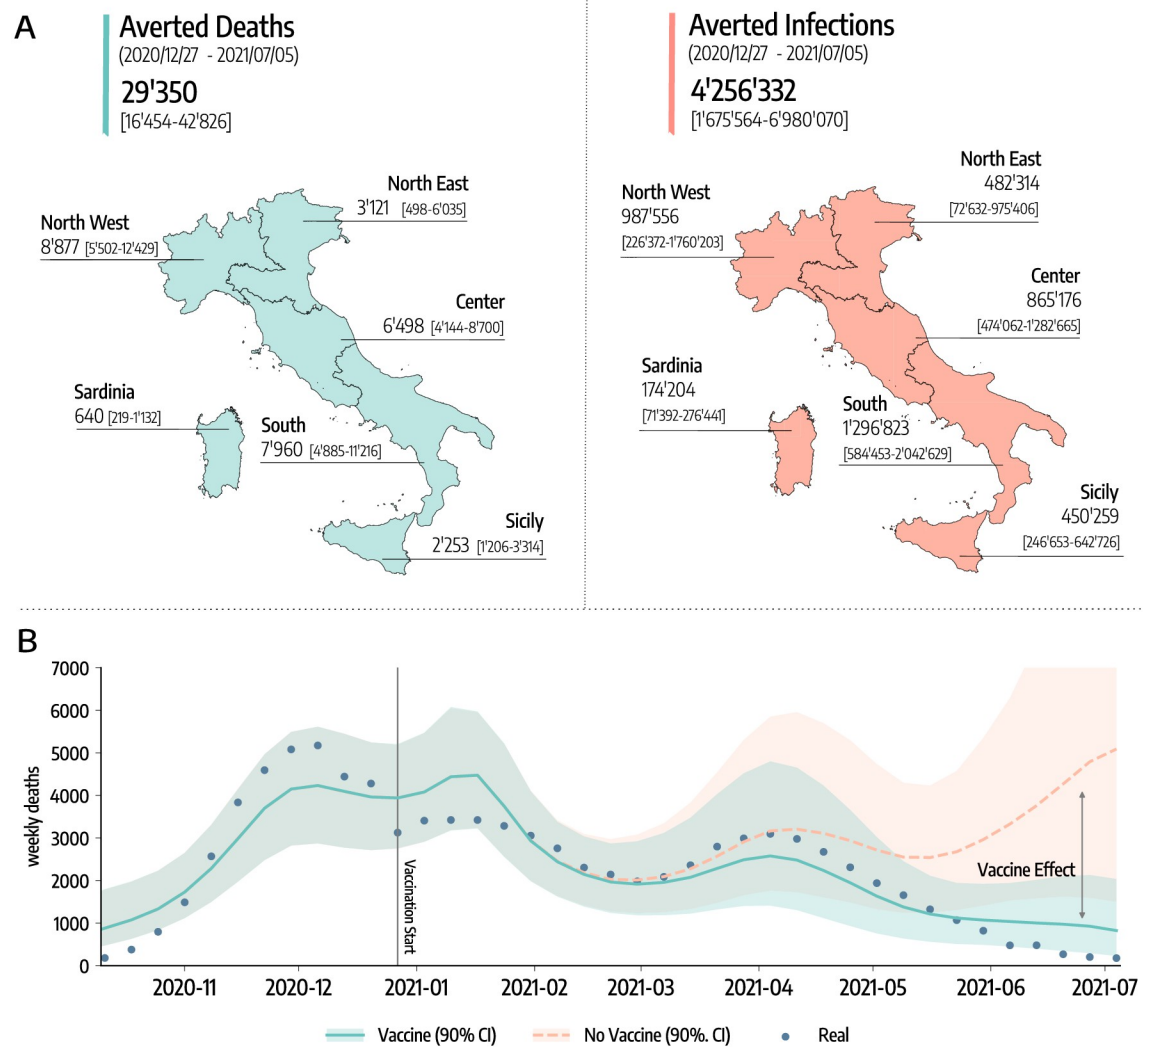 A
Averted Deaths
(2020/12/27 - 2021/07/05)
29'350
[16'454-42'826]
North East
3'121 [498-6'035]
North West
8'877 [5'502-12'429]
Center
6'498 [4'144-8'700]
Sardinia
640 [219-1'132]
South
7'960 [4'885-11'216]
Sicily
2'253 [1'206-3'314]
Averted Infections
(2020/12/27 - 2021/07/05)
4'256'332
[1'675'564-6'980'070]
North East
482'314
[72'632-975'406]
North West
987'556
[226'372-1'760'203]
Center
865'176
[474'062-1'282'665]
Sardinia
174'204
[71'392-276'441]
South
1'296'823
[584'453-2'042'629]
Sicily
450'259
[246'653-642'726]
B
7000
6000
5000
4000
3000
2000
1000
0
weekly deaths
Vaccination Start
Vaccine Effect
2020-11
2020-12
2021-01
2021-02
2021-03
2021-04
2021-05
2021-06
2021-07
Vaccine (90% CI)
No Vaccine (90%. CI)
Real